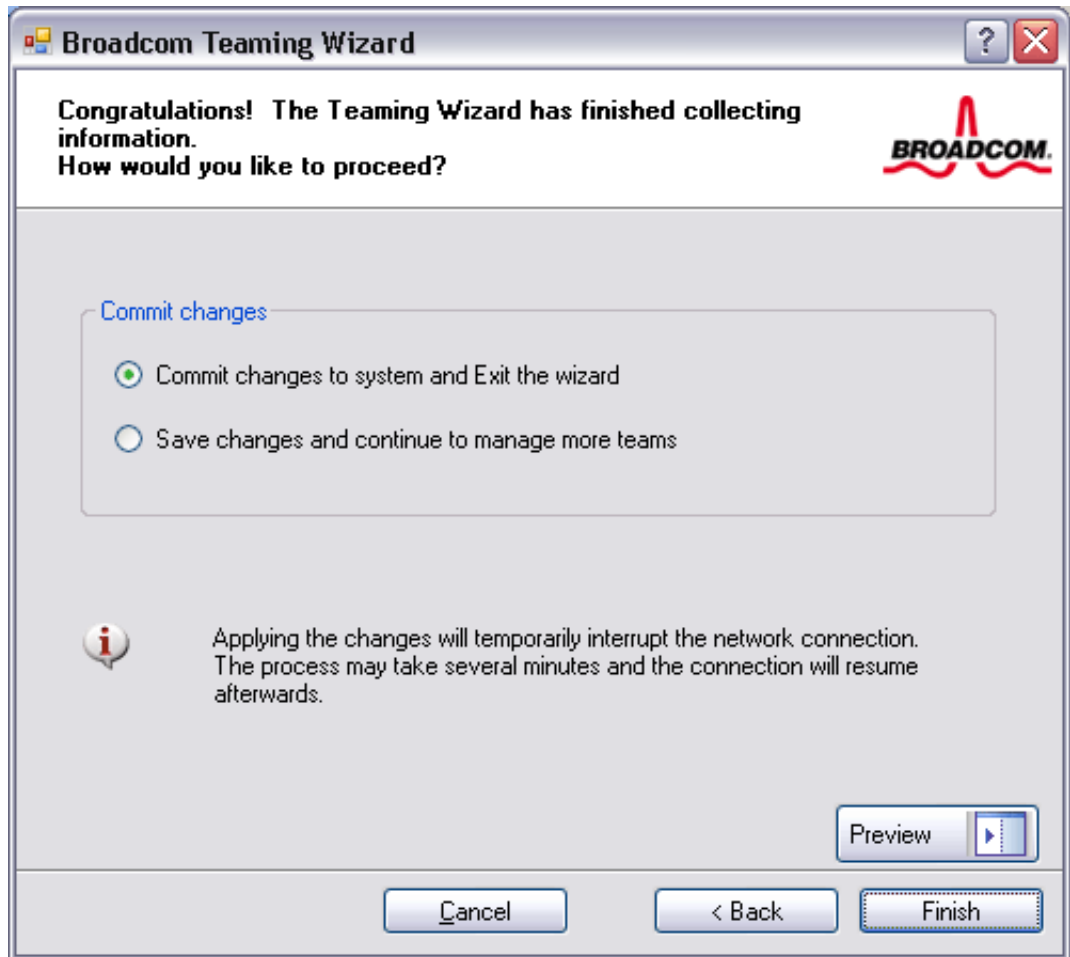 Broadcom Teaming Wizard
?
Congratulations!  The Teaming Wizard has finished collecting
information.
How would you like to proceed?
BROADCOM.
Commit changes
Commit changes to system and Exit the wizard
Save changes and continue to manage more teams
Applying the changes will temporarily interrupt the network connection.
The process may take several minutes and the connection will resume
afterwards.
Preview
Cancel
< Back
Finish